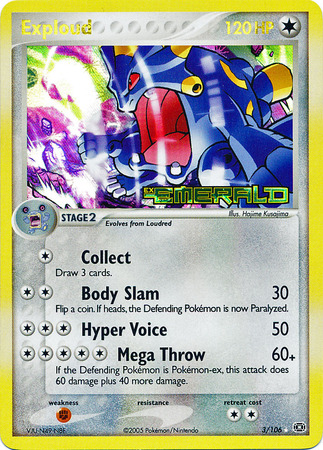 Exploud 120 HP
EX
EMERALD
Illus. Hajime Kusajima
STAGE 2
Evolves from Loudred
Collect
Draw 3 cards.
Body Slam 30
Flip a coin. If heads, the Defending Pokémon is now Paralyzed.
Hyper Voice 50
Mega Throw 60+
If the Defending Pokémon is Pokémon-ex, this attack does
60 damage plus 40 more damage.
weakness resistance retreat cost
©2005 Pokémon/Nintendo 3/106